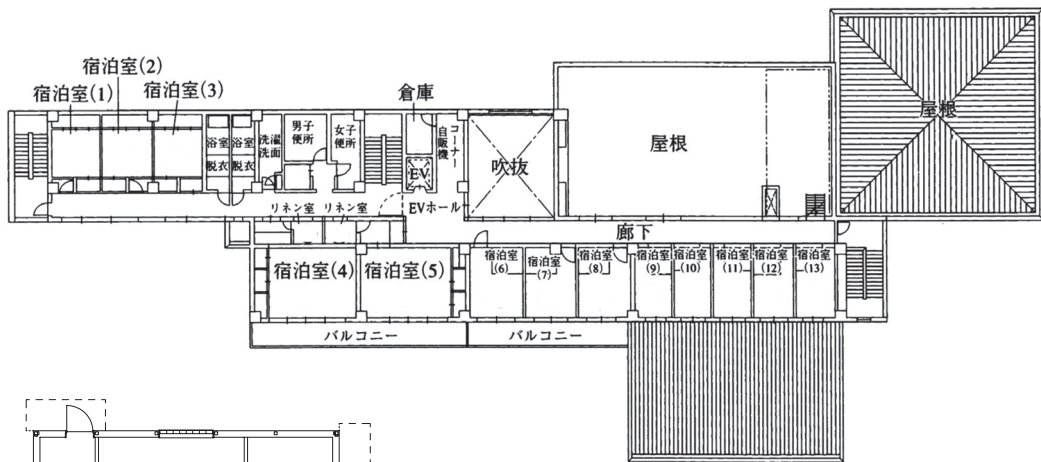 宿泊室(2)
宿泊室(1)
宿泊室(3)
倉庫
浴室
脱衣
浴室
脱衣
洗濯
洗面
男子
便所
女子
便所
EV
自販機
コーナー
吹抜
屋根
屋根
リネン室
リネン室
EVホール
廊下
宿泊室(4)
宿泊室(5)
宿泊室
(6)
宿泊室
(7)
宿泊室
(8)
宿泊室
(9)
宿泊室
(10)
宿泊室
(11)
宿泊室
(12)
宿泊室
(13)
バルコニー
バルコニー